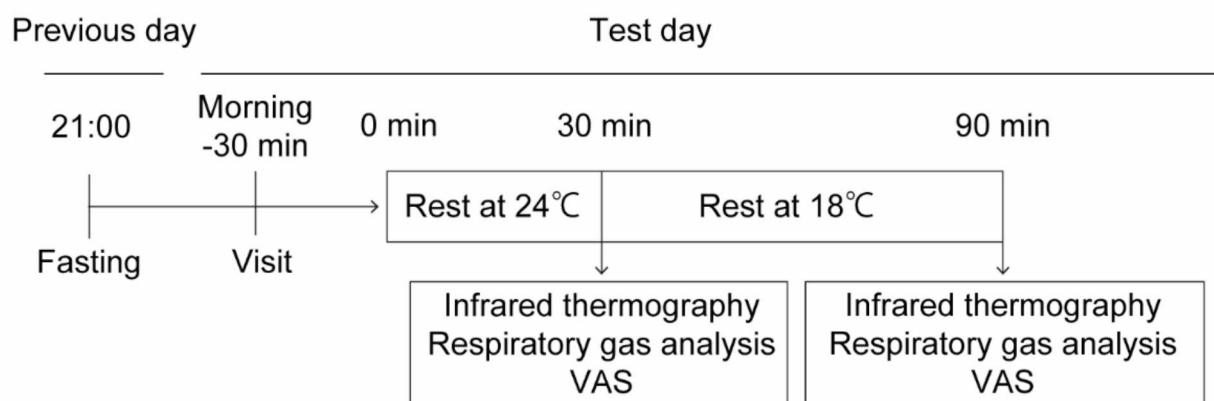 Previous day
Test day
21:00
Morning
-30 min
0 min
30 min
90 min
Rest at 24℃
Rest at 18℃
Fasting
Visit
Infrared thermography
Respiratory gas analysis
VAS
Infrared thermography
Respiratory gas analysis
VAS